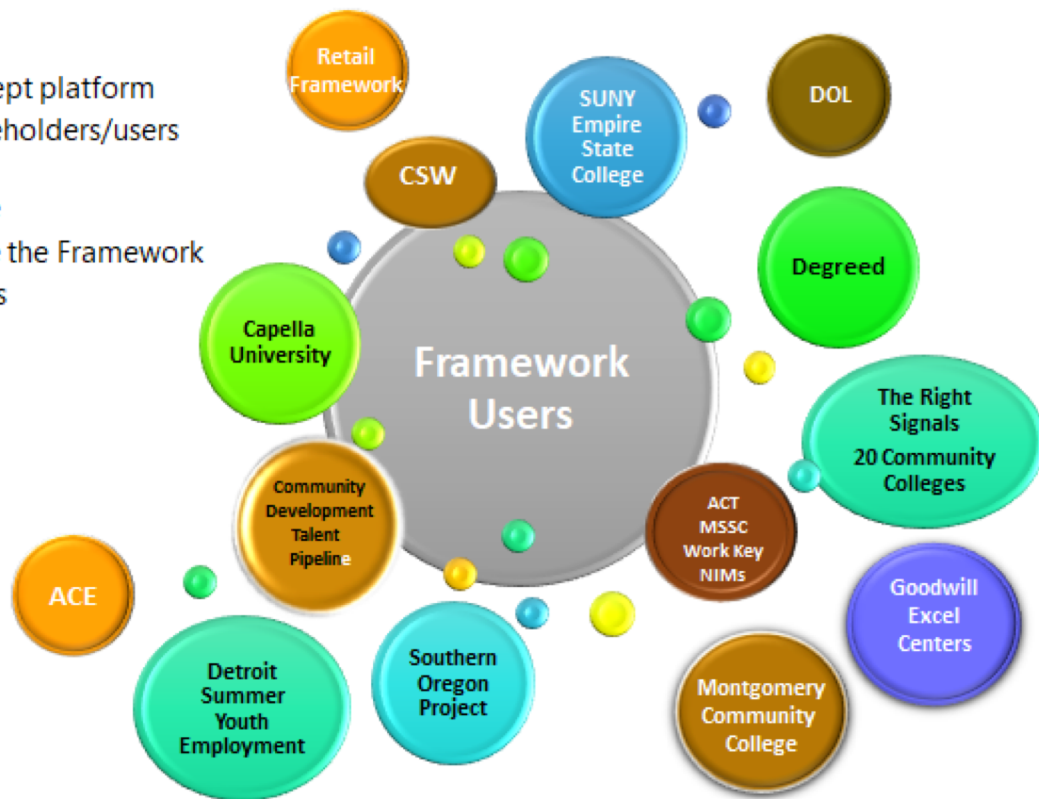 ept platform
eholders/users
e the Framework
s
Retail
Framework
CSW
SUNY
Empire
State
College
DOL
Degreed
Capella
University
Framework
Users
The Right
Signals
20 Community
Colleges
Community
Development
Talent
Pipeline
ACT
MSSC
Work Key
NIMs
ACE
Goodwill
Excel
Centers
Detroit
Summer
Youth
Employment
Southern
Oregon
Project
Montgomery
Community
College